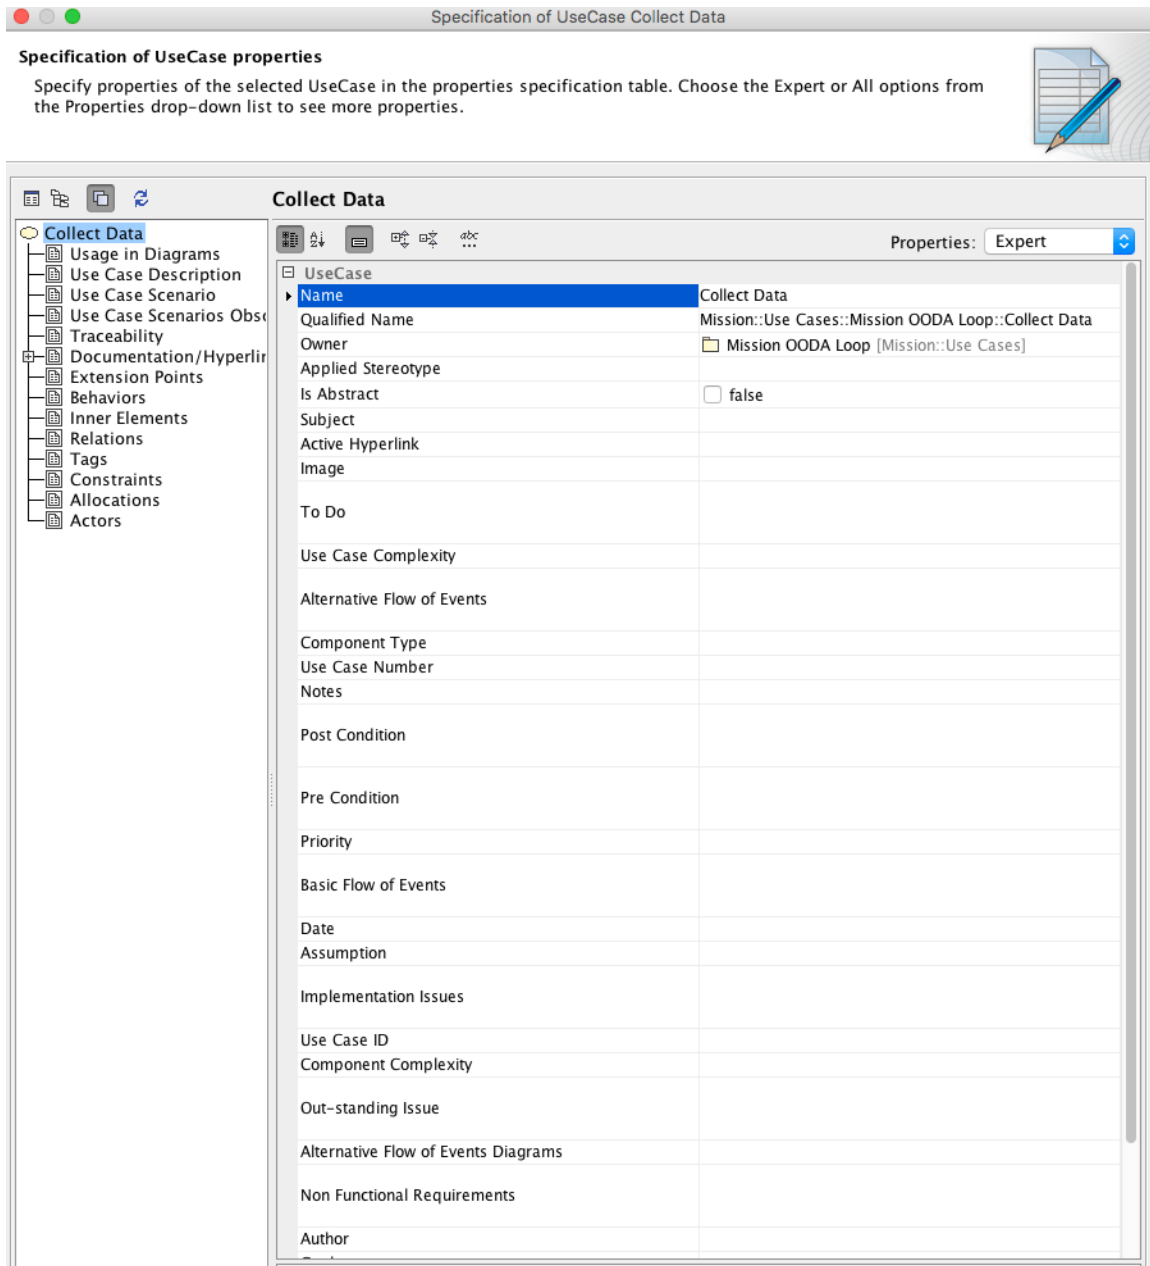 Specification of UseCase Collect Data
Specification of UseCase properties
Specify properties of the selected UseCase in the properties specification table. Choose the Expert or All options from
the Properties drop-down list to see more properties.
Collect Data
Usage in Diagrams
Use Case Description
Use Case Scenario
Use Case Scenarios Obso
Traceability
Documentation/Hyperlin
Extension Points
Behaviors
Inner Elements
Relations
Tags
Constraints
Allocations
Actors
Collect Data
Properties: Expert
UseCase
Name Collect Data
Qualified Name Mission::Use Cases::Mission OODA Loop::Collect Data
Owner Mission OODA Loop [Mission::Use Cases]
Applied Stereotype
Is Abstract false
Subject
Active Hyperlink
Image
To Do
Use Case Complexity
Alternative Flow of Events
Component Type
Use Case Number
Notes
Post Condition
Pre Condition
Priority
Basic Flow of Events
Date
Assumption
Implementation Issues
Use Case ID
Component Complexity
Out-standing Issue
Alternative Flow of Events Diagrams
Non Functional Requirements
Author